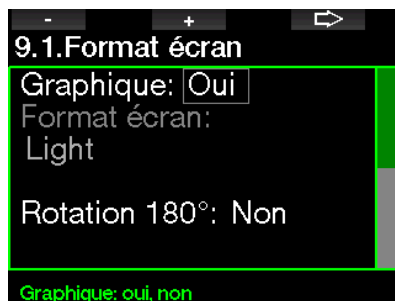 - +
9.1.Format écran
Graphique: Oui
Format écran:
Light
Rotation 180°: Non
Graphique: oui, non